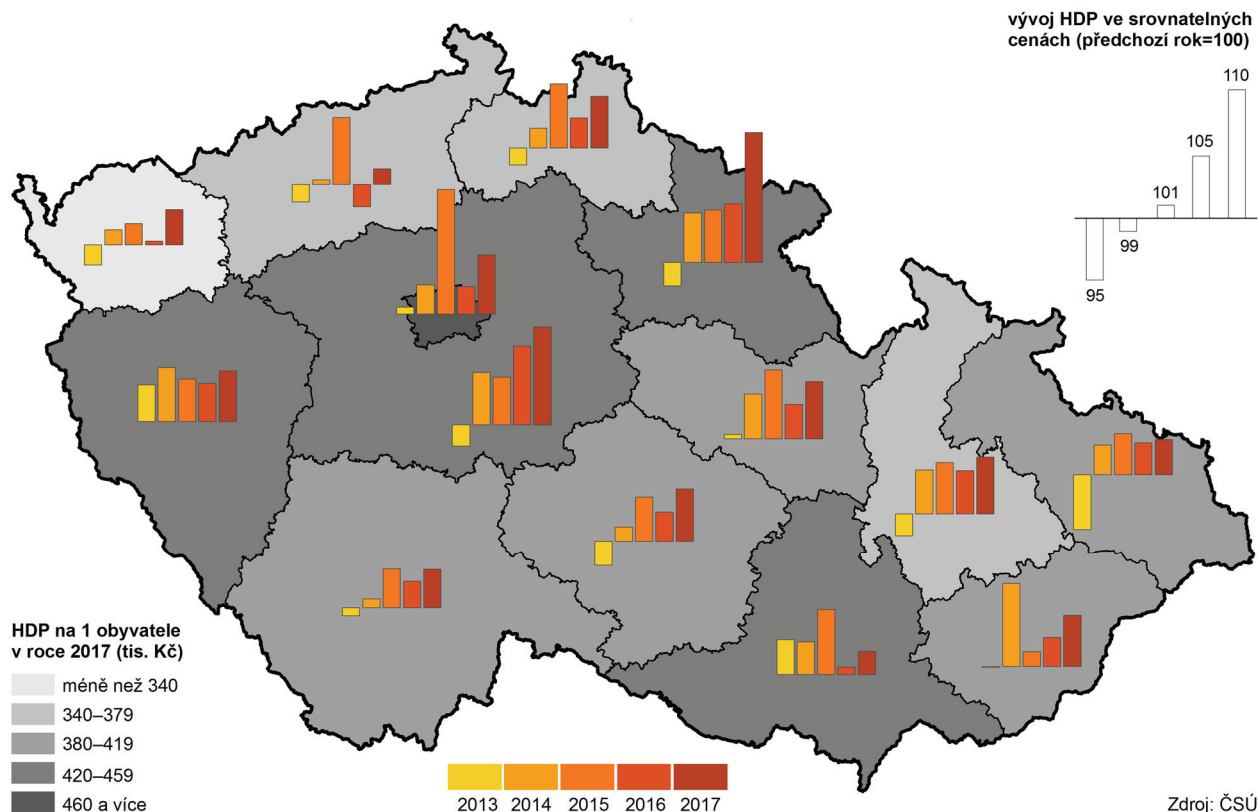 vývoj HDP ve srovnatelných
cenách (předchozí rok=100)
110
105
101
99
95
HDP na 1 obyvatele
v roce 2017 (tis. Kč)
méně než 340
340–379
380–419
420–459
460 a více
2013 2014 2015 2016 2017
Zdroj: ČSÚ